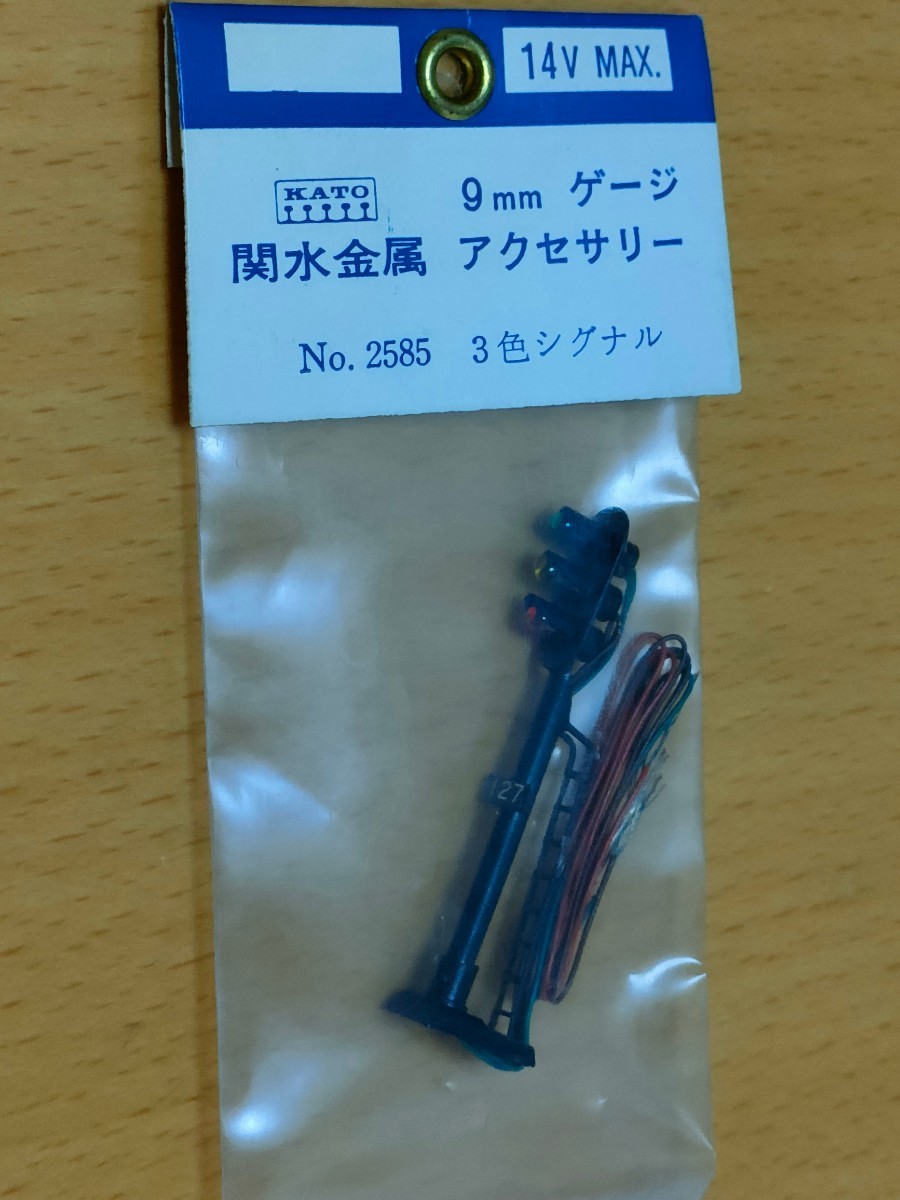 14V MAX.
KATO
9mm ゲージ
関水金属 アクセサリー
No. 2585 3色シグナル
127